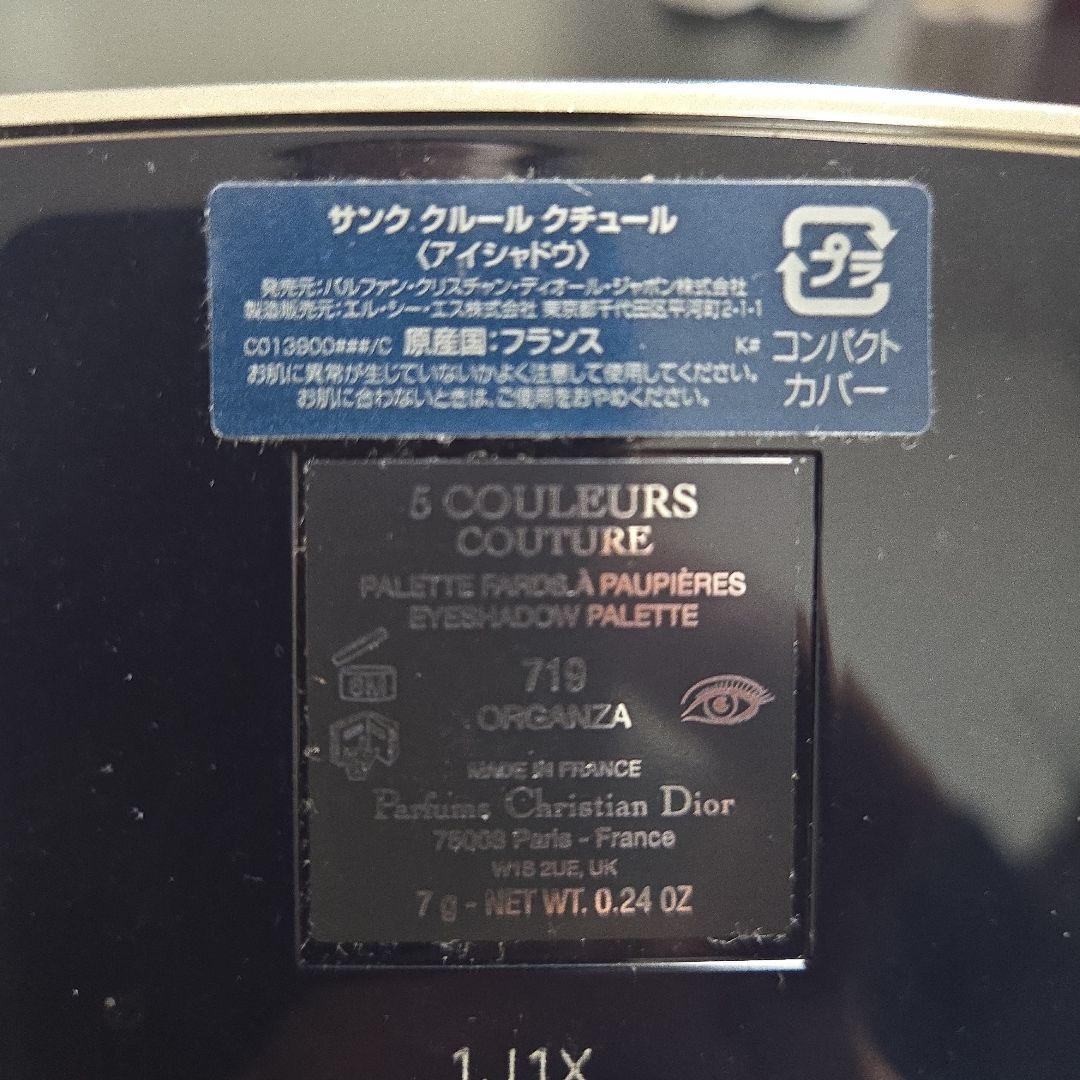 サンク クルール クチュール
〈アイシャドウ〉
発売元:パルファン・クリスチャン・ディオール・ジャポン株式会社
製造販売元:エル・シー・エス株式会社 東京都千代田区平河町2-1-1
C013900###/C 原産国:フランス K#
お肌に異常が生じていないかよく注意して使用してください。
お肌に合わないときは、ご使用をおやめください。
プラ
コンパクト
カバー
5 COULEURS
COUTURE
PALETTE FARDS À PAUPIÈRES
EYESHADOW PALETTE
6M
719
ORGANZA
MADE IN FRANCE
Parfums Christian Dior
75008 Paris - France
W1S 2UE, UK
7 g - NET WT. 0.24 OZ
1J1X